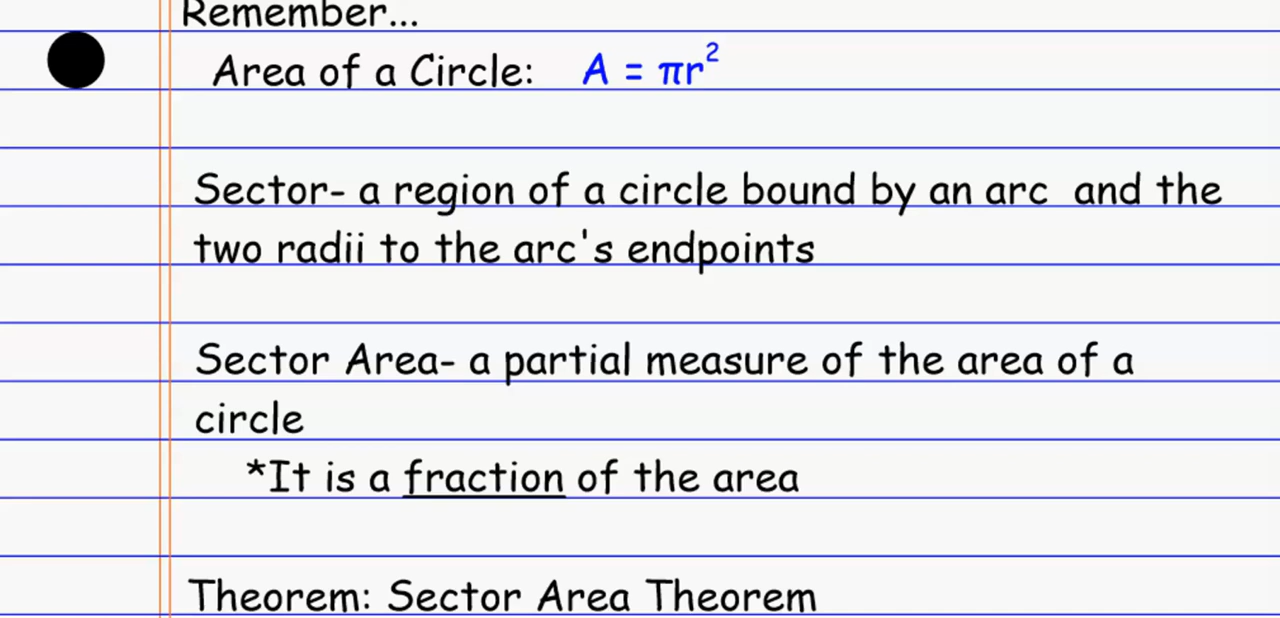 Remember...
Area of a Circle: A = πr²
Sector- a region of a circle bound by an arc and the
two radii to the arc's endpoints
Sector Area- a partial measure of the area of a
circle
*It is a fraction of the area
Theorem: Sector Area Theorem